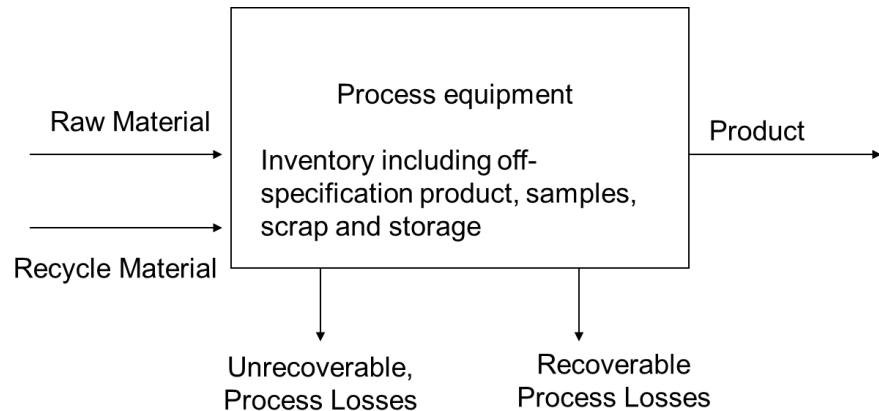 Process equipment
Raw Material
Product
Inventory including off-
specification product, samples,
scrap and storage
Recycle Material
Unrecoverable,
Process Losses
Recoverable
Process Losses